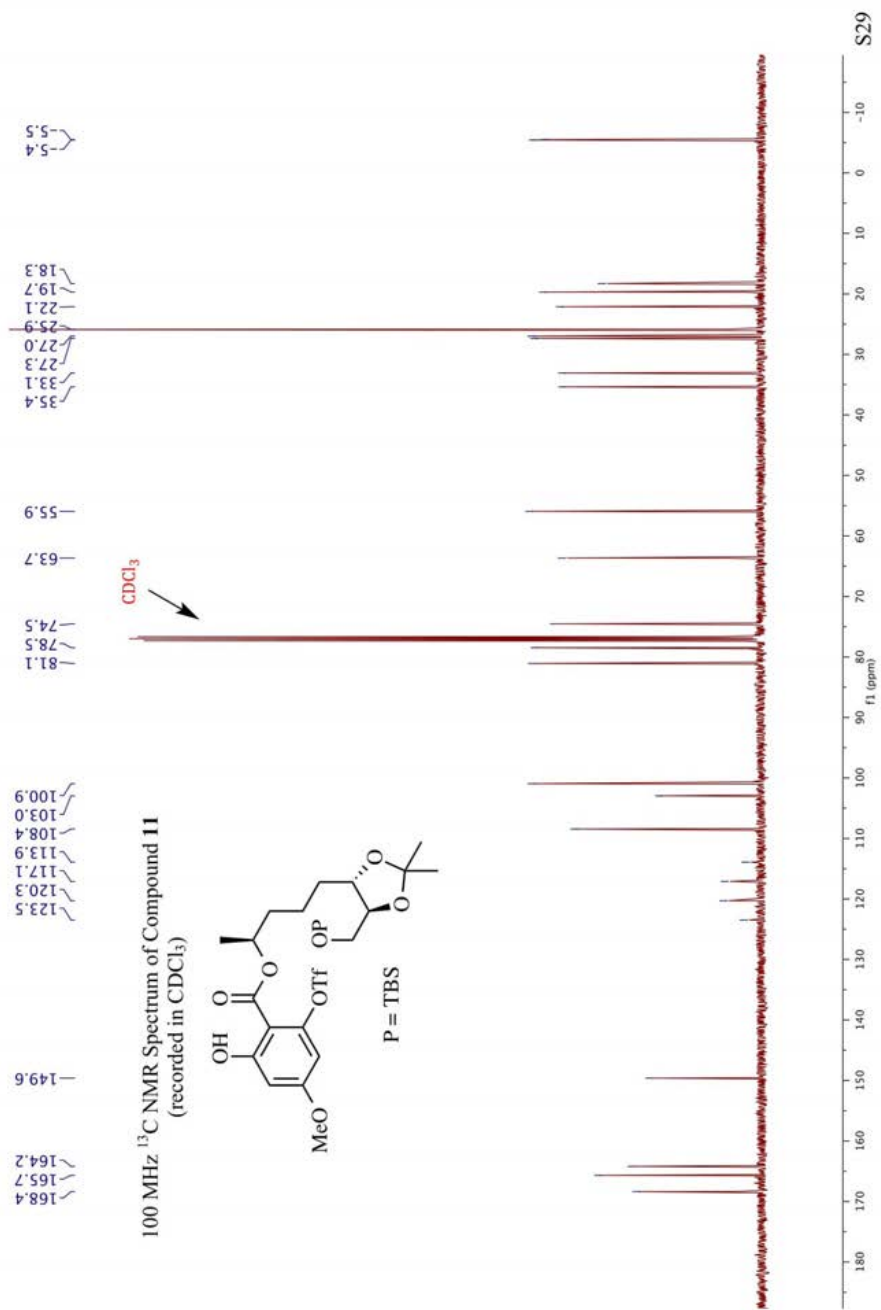 168.4
165.7
164.2
149.6
123.5
120.3
117.1
113.9
108.4
103.0
100.9
81.1
78.5
74.5
63.7
55.9
35.4
33.1
27.3
27.0
25.9
22.1
19.7
18.3
-5.4
-5.5
100 MHz ¹³C NMR Spectrum of Compound 11
(recorded in CDCl₃)
CDCl₃
OH
O
O
OTf
MeO
OP
O
O
P = TBS
180 170 160 150 140 130 120 110 100 90 80 70 60 50 40 30 20 10 0 -10
f1 (ppm)
S29